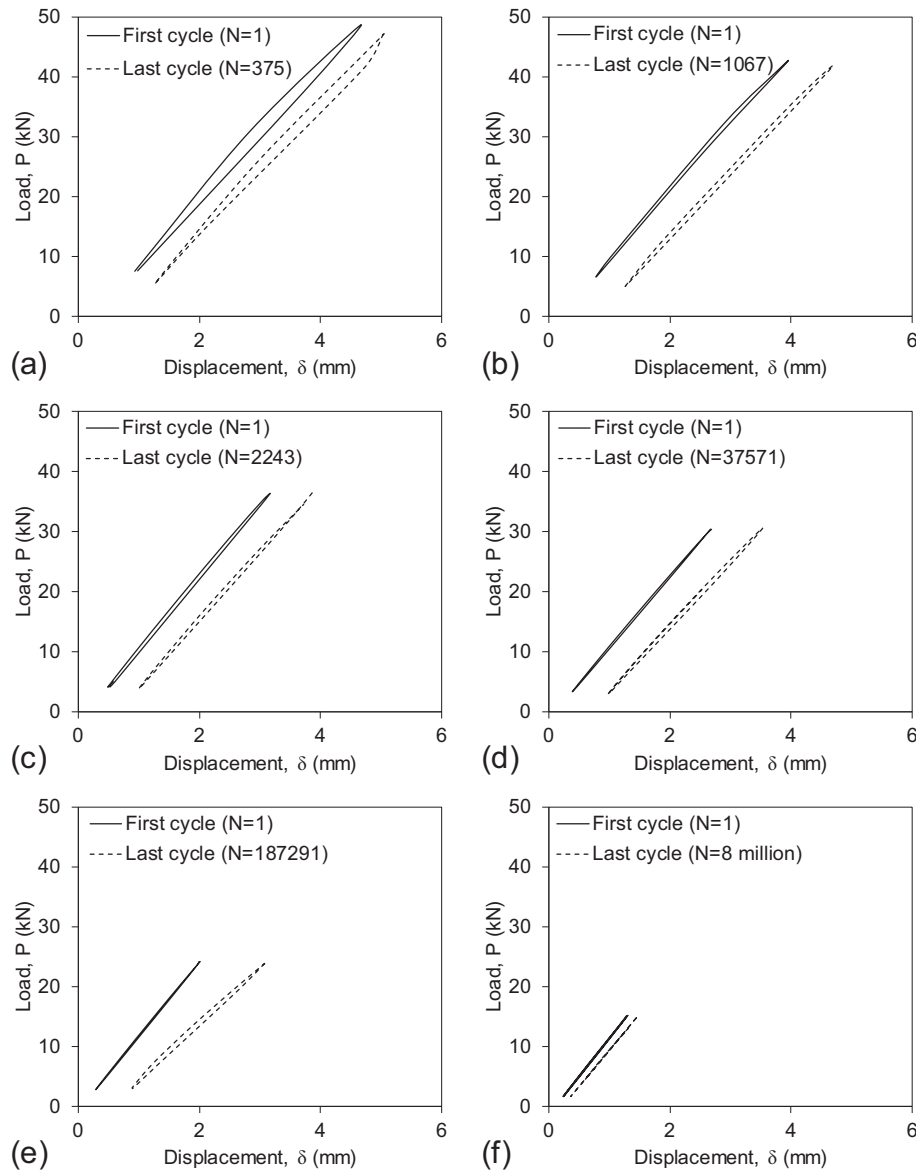 50
First cycle (N=1)
Last cycle (N=375)
40
30
20
10
0
0 2 4 6
Load, P (kN)
Displacement, δ (mm)
(a)
50
First cycle (N=1)
Last cycle (N=1067)
40
30
20
10
0
0 2 4 6
Load, P (kN)
Displacement, δ (mm)
(b)
50
First cycle (N=1)
Last cycle (N=2243)
40
30
20
10
0
0 2 4 6
Load, P (kN)
Displacement, δ (mm)
(c)
50
First cycle (N=1)
Last cycle (N=37571)
40
30
20
10
0
0 2 4 6
Load, P (kN)
Displacement, δ (mm)
(d)
50
First cycle (N=1)
Last cycle (N=187291)
40
30
20
10
0
0 2 4 6
Load, P (kN)
Displacement, δ (mm)
(e)
50
First cycle (N=1)
Last cycle (N=8 million)
40
30
20
10
0
0 2 4 6
Load, P (kN)
Displacement, δ (mm)
(f)